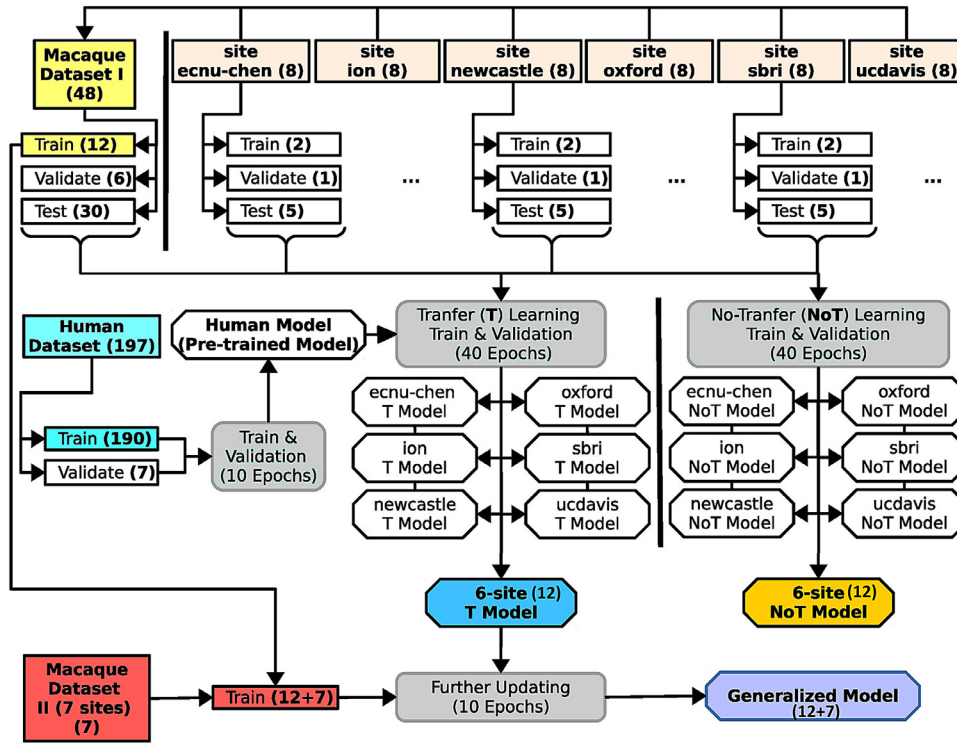 Macaque
Dataset I
(48)
site
ecnu-chen (8)
site
ion (8)
site
newcastle (8)
site
oxford (8)
site
sbri (8)
site
ucdavis (8)
Train (12)
Validate (6)
Test (30)
Train (2)
Validate (1)
Test (5)
...
Train (2)
Validate (1)
Test (5)
...
Train (2)
Validate (1)
Test (5)
...
Human
Dataset (197)
Train (190)
Validate (7)
Train &
Validation
(10 Epochs)
Human Model
(Pre-trained Model)
Tranfer (T) Learning
Train & Validation
(40 Epochs)
No-Tranfer (NoT) Learning
Train & Validation
(40 Epochs)
ecnu-chen
T Model
oxford
T Model
ion
T Model
sbri
T Model
newcastle
T Model
ucdavis
T Model
ecnu-chen
NoT Model
oxford
NoT Model
ion
NoT Model
sbri
NoT Model
newcastle
NoT Model
ucdavis
NoT Model
6-site (12)
T Model
6-site (12)
NoT Model
Macaque
Dataset
II (7 sites)
(7)
Train (12+7)
Further Updating
(10 Epochs)
Generalized Model
(12+7)